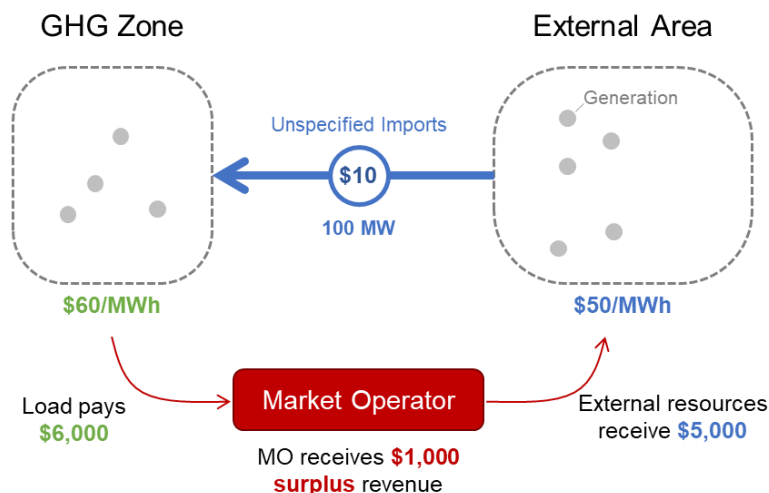 GHG Zone
External Area
Generation
Unspecified Imports
$10
100 MW
$60/MWh
$50/MWh
Load pays
$6,000
Market Operator
External resources
receive $5,000
MO receives $1,000
surplus revenue